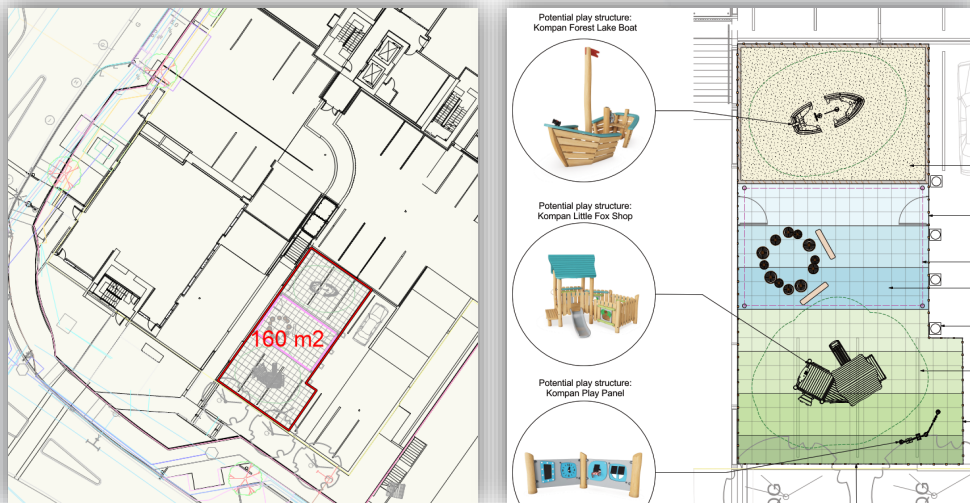 160 m2
Potential play structure:
Kompan Forest Lake Boat
Potential play structure:
Kompan Little Fox Shop
Potential play structure:
Kompan Play Panel